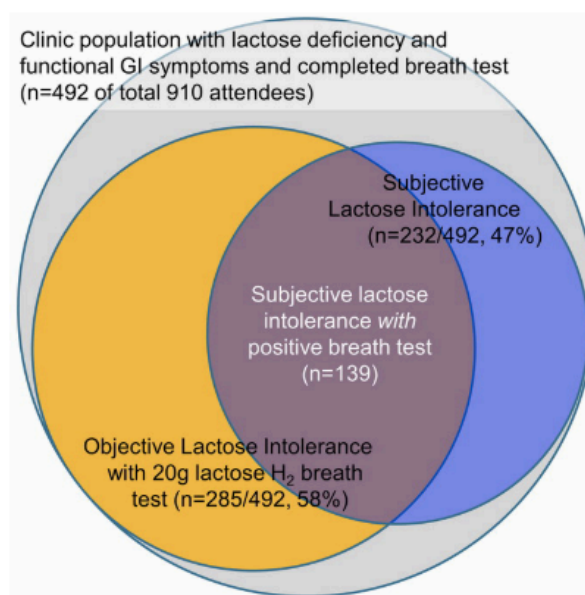 Clinic population with lactose deficiency and
functional GI symptoms and completed breath test
(n=492 of total 910 attendees)
Subjective
Lactose Intolerance
(n=232/492, 47%)
Subjective lactose
intolerance with
positive breath test
(n=139)
Objective Lactose Intolerance
with 20g lactose H₂ breath
test (n=285/492, 58%)